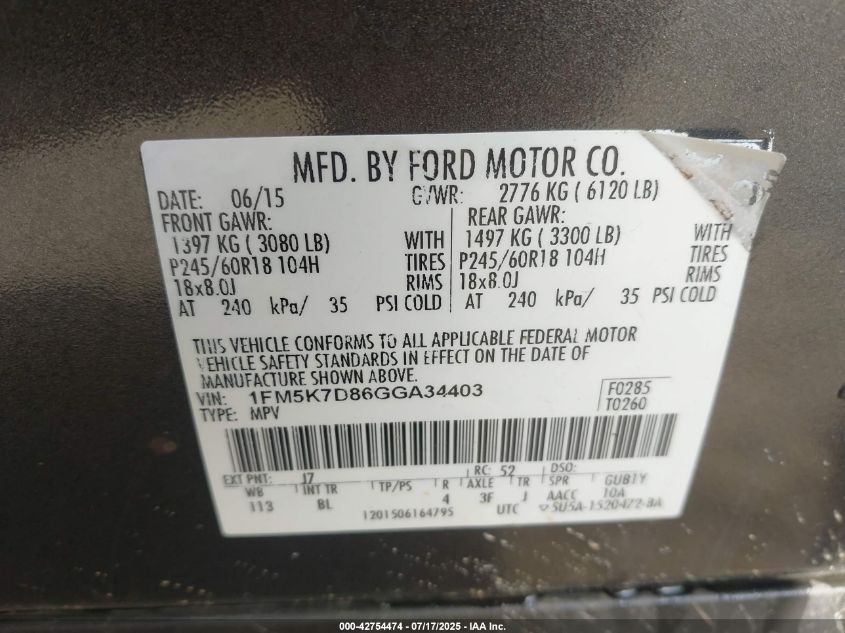 MFD. BY FORD MOTOR CO.
DATE: 06/15 GVWR: 2776 KG ( 6120 LB)
FRONT GAWR: REAR GAWR:
1397 KG ( 3080 LB) WITH 1497 KG ( 3300 LB) WITH
P245/60R18 104H TIRES P245/60R18 104H TIRES
18x8.0J RIMS 18x8.0J RIMS
AT 240 kPa/ 35 PSI COLD AT 240 kPa/ 35 PSI COLD
THIS VEHICLE CONFORMS TO ALL APPLICABLE FEDERAL MOTOR
VEHICLE SAFETY STANDARDS IN EFFECT ON THE DATE OF
MANUFACTURE SHOWN ABOVE.
VIN: 1FM5K7D86GGA34403 F0285
TYPE: MPV T0260
EXT PNT: J7 RC: 52 DSO:
WB INT TR TP/PS R AXLE TR SPR GUB1Y
113 BL 4 3F J AACC 10A
1201506164795 UTC 5U5A-1520472-BA
000-42754474 / 07/17/2025 - IAA Inc.